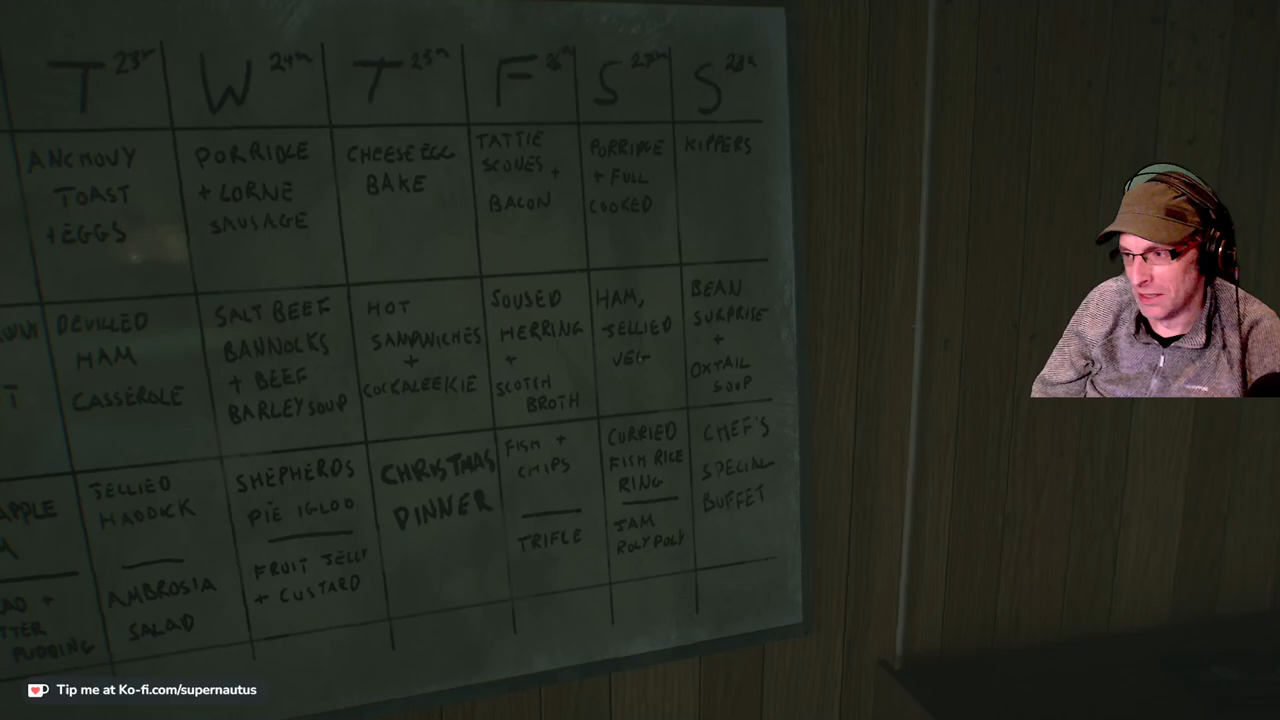 T 23r
W 24th
T 25th
F 26th
S 27th
S 28th
ANCHOVY
TOAST
+EGGS
PORRIDGE
+ LORNE
SAUSAGE
CHEESE EGG
BAKE
TATTIE
SCONES +
BACON
PORRIDGE
+ FULL
COOKED
KIPPERS
DEVILLED
HAM
CASSEROLE
SALT BEEF
BANNOCKS
+ BEEF
BARLEY SOUP
HOT
SANDWICHES
+
COCKALEEKIE
SOUSED
HERRING
+
SCOTCH
BROTH
HAM,
JELLIED
VEG
BEAN
SURPRISE
+
OXTAIL
SOUP
APPLE
AD +
TTER
PUDDING
JELLIED
HADDICK
AMBROSIA
SALAD
SHEPHERDS
PIE IGLOO
FRUIT JELLY
+ CUSTARD
CHRISTMAS
DINNER
FISH +
CHIPS
TRIFLE
CURRIED
FISH RICE
RING
JAM
ROLY POLY
CHEF'S
SPECIAL
BUFFET
Tip me at Ko-fi.com/supernautus